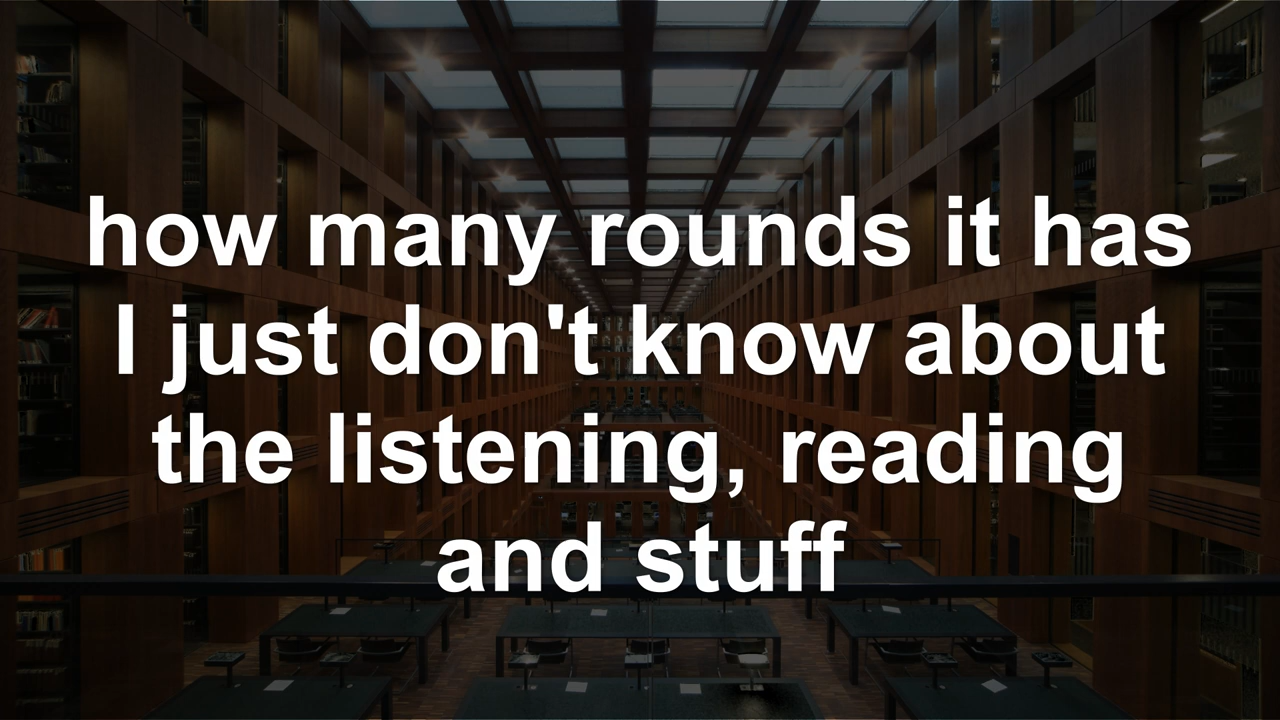 how many rounds it has
I just don't know about
the listening, reading
and stuff